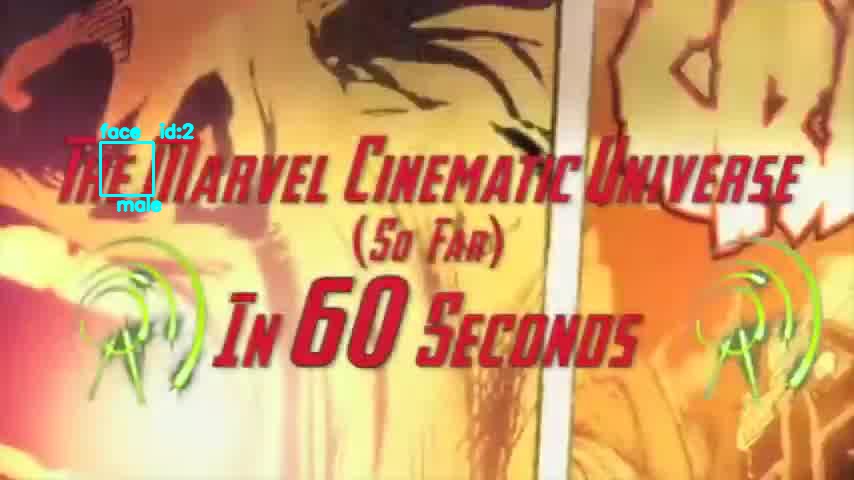 face id:2
THE MARVEL CINEMATIC UNIVERSE
male
(SO FAR)
IN 60 SECONDS